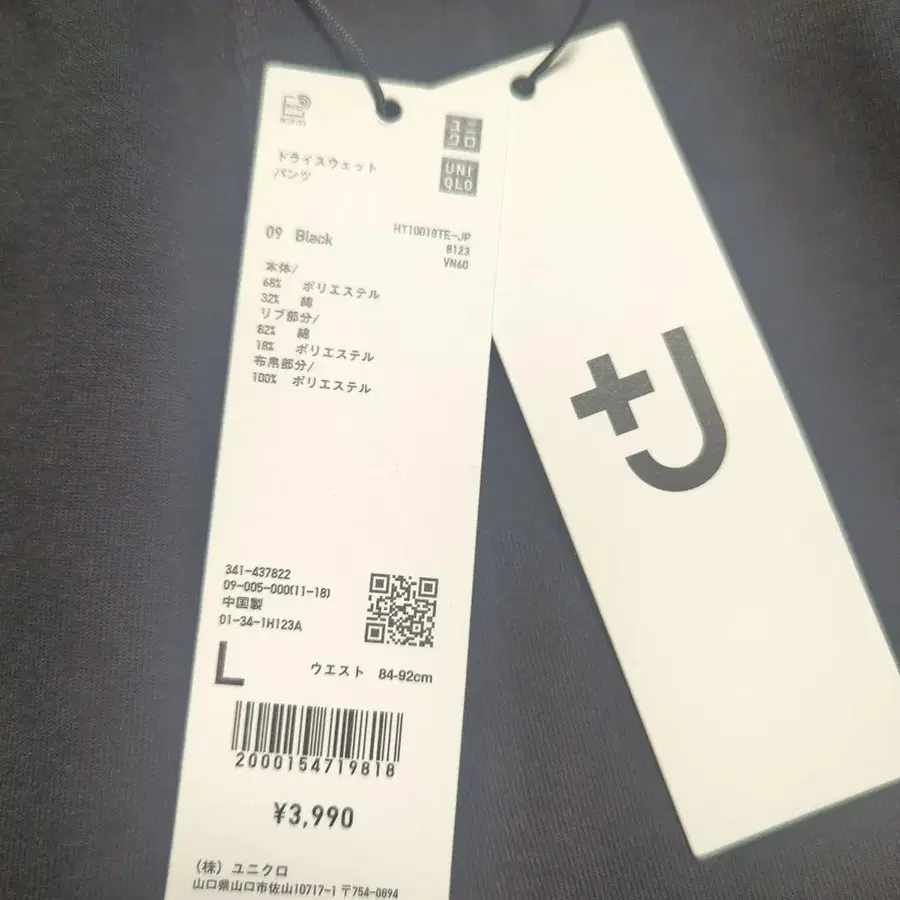 ユニ
クロ
UNI
QLO
ドライスウェット
パンツ
09 Black
HY10018TE-JP
8123
VN60
本体/
68% ポリエステル
32% 綿
リブ部分/
82% 綿
18% ポリエステル
布帛部分/
100% ポリエステル
341-437822
09-005-000(11-18)
中国製
01-34-1H123A
L ウエスト 84-92cm
2000154719818
¥3,990
(株) ユニクロ
山口県山口市佐山10717-1 〒754-0894
+J